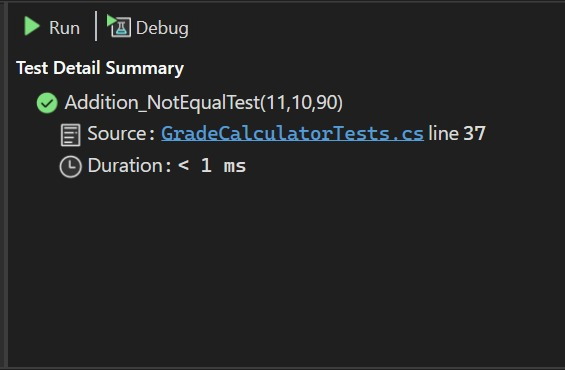 Run Debug
Test Detail Summary
Addition_NotEqualTest(11,10,90)
Source: GradeCalculatorTests.cs line 37
Duration: < 1 ms